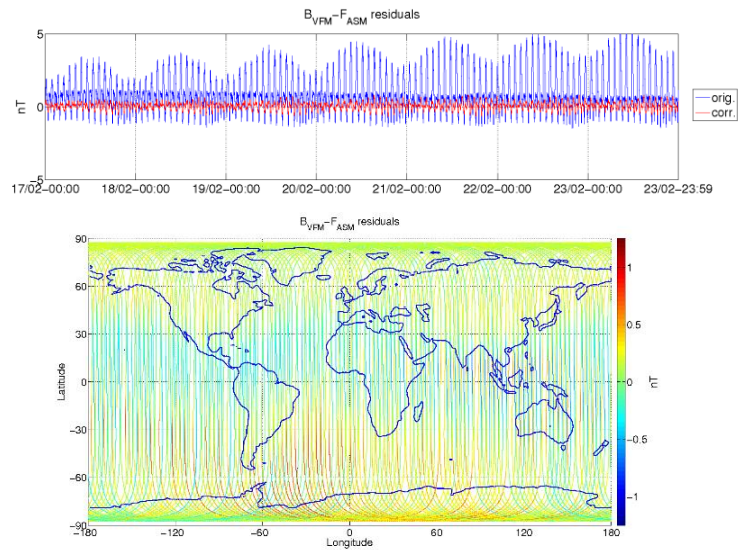 B_VFM−F_ASM residuals
5
nT
0
−5
17/02−00:00 18/02−00:00 19/02−00:00 20/02−00:00 21/02−00:00 22/02−00:00 23/02−00:00 23/02−23:59
orig.
corr.
B_VFM−F_ASM residuals
90
60
30
Latitude
0
−30
−60
−90
−180 −120 −60 0 60 120 180
Longitude
1
0.5
0
nT
−0.5
−1